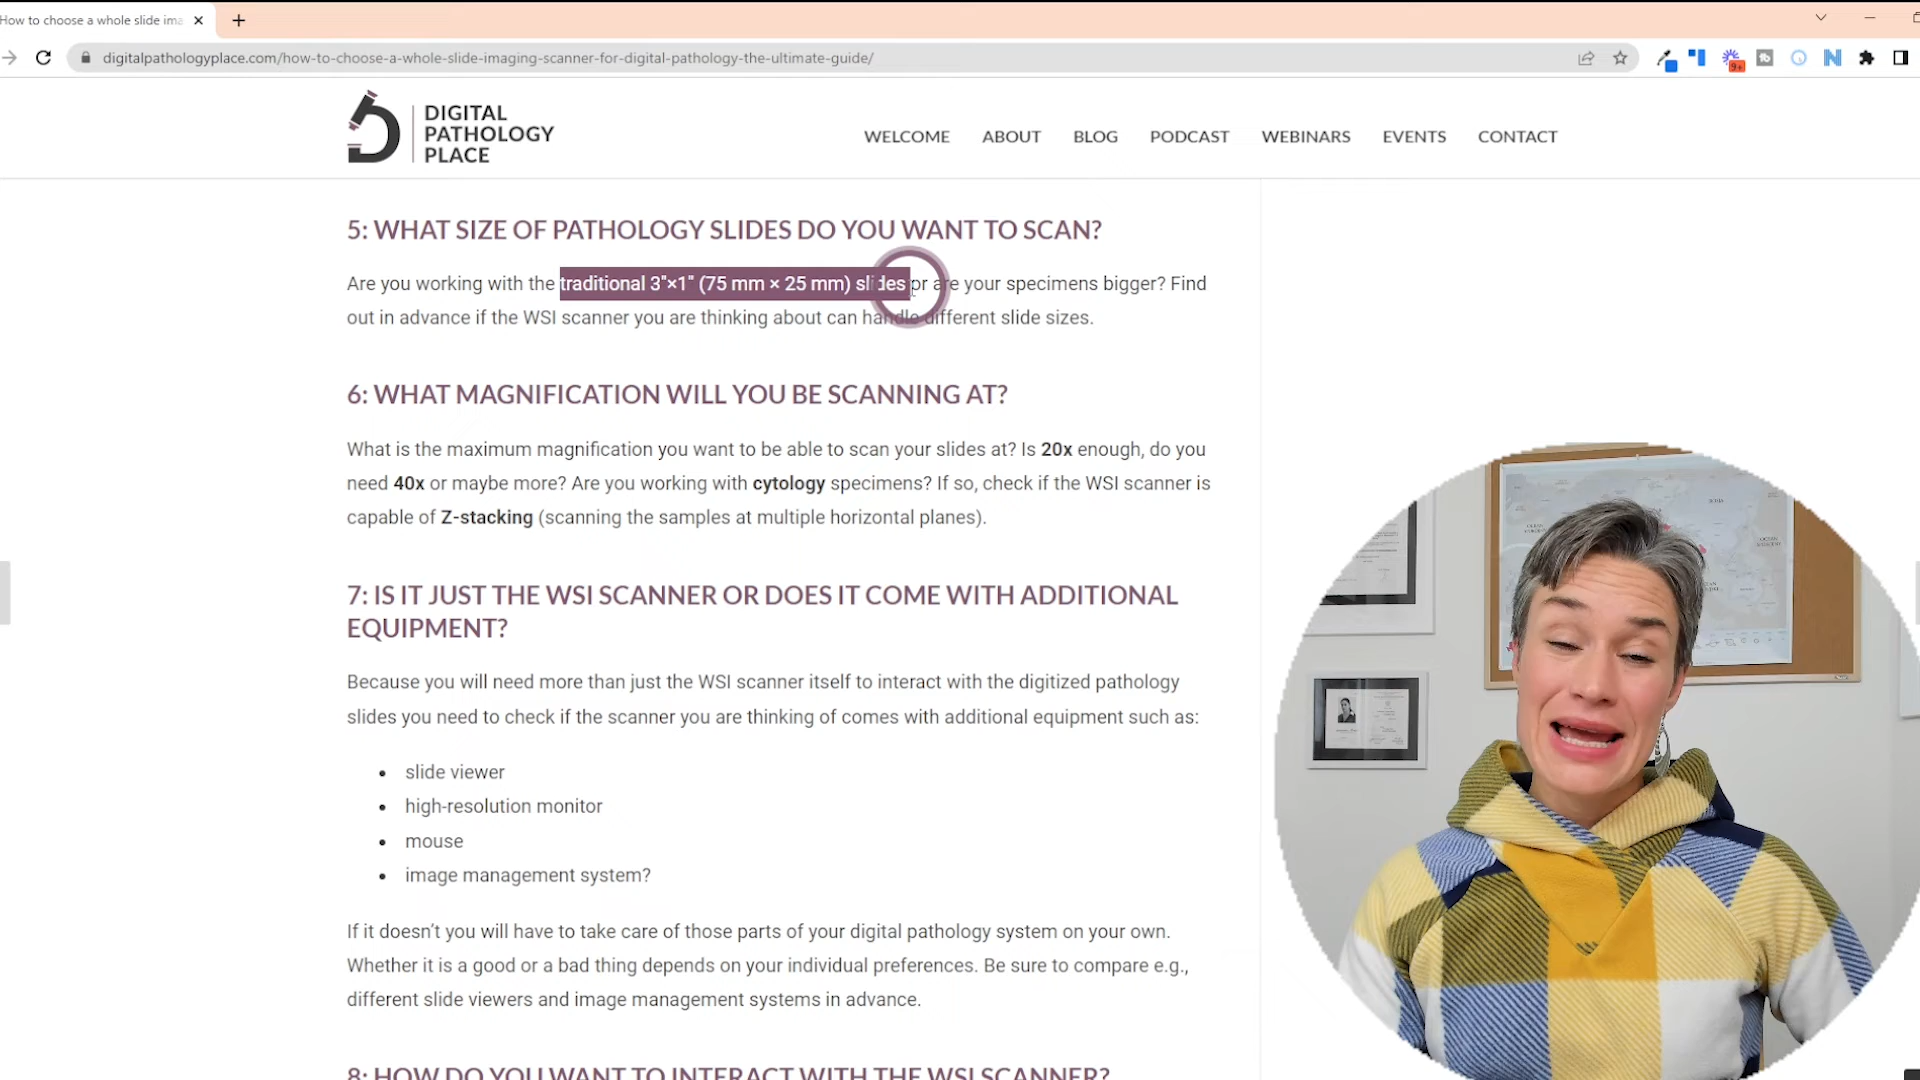 How to choose a whole slide ima
digitalpathologyplace.com/how-to-choose-a-whole-slide-imaging-scanner-for-digital-pathology-the-ultimate-guide/
9+
DIGITAL
PATHOLOGY
PLACE
WELCOME ABOUT BLOG PODCAST WEBINARS EVENTS CONTACT
5: WHAT SIZE OF PATHOLOGY SLIDES DO YOU WANT TO SCAN?
Are you working with the traditional 3"×1" (75 mm × 25 mm) slides or are your specimens bigger? Find
out in advance if the WSI scanner you are thinking about can handle different slide sizes.
6: WHAT MAGNIFICATION WILL YOU BE SCANNING AT?
What is the maximum magnification you want to be able to scan your slides at? Is 20x enough, do you
need 40x or maybe more? Are you working with cytology specimens? If so, check if the WSI scanner is
capable of Z-stacking (scanning the samples at multiple horizontal planes).
7: IS IT JUST THE WSI SCANNER OR DOES IT COME WITH ADDITIONAL
EQUIPMENT?
Because you will need more than just the WSI scanner itself to interact with the digitized pathology
slides you need to check if the scanner you are thinking of comes with additional equipment such as:
• slide viewer
• high-resolution monitor
• mouse
• image management system?
If it doesn't you will have to take care of those parts of your digital pathology system on your own.
Whether it is a good or a bad thing depends on your individual preferences. Be sure to compare e.g.,
different slide viewers and image management systems in advance.
8: HOW DO YOU WANT TO INTERACT WITH THE WSI SCANNER?